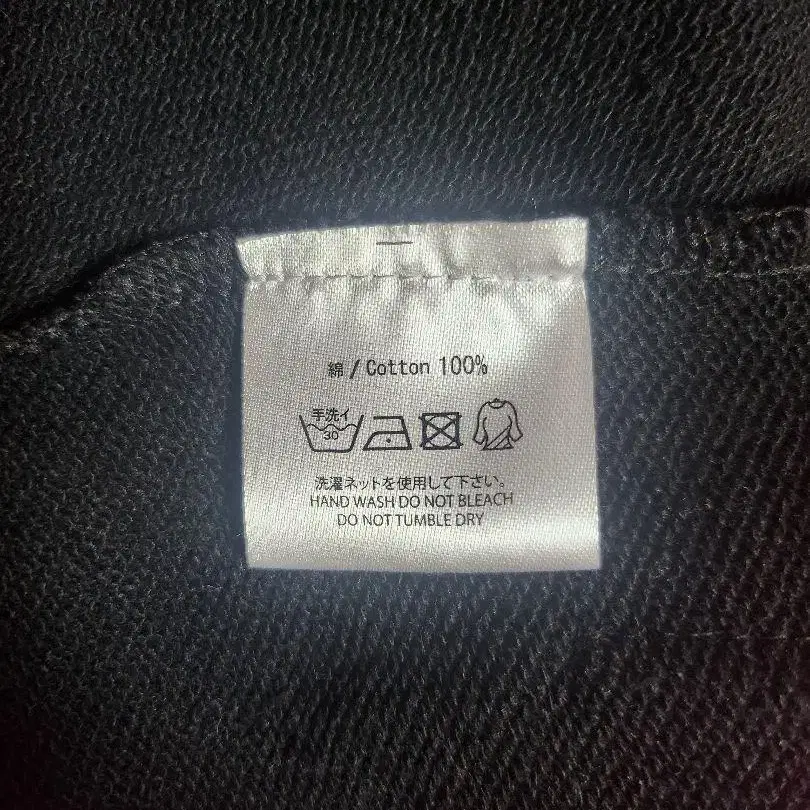 綿 / Cotton 100%
手洗イ
30
洗濯ネットを使用して下さい。
HAND WASH DO NOT BLEACH
DO NOT TUMBLE DRY